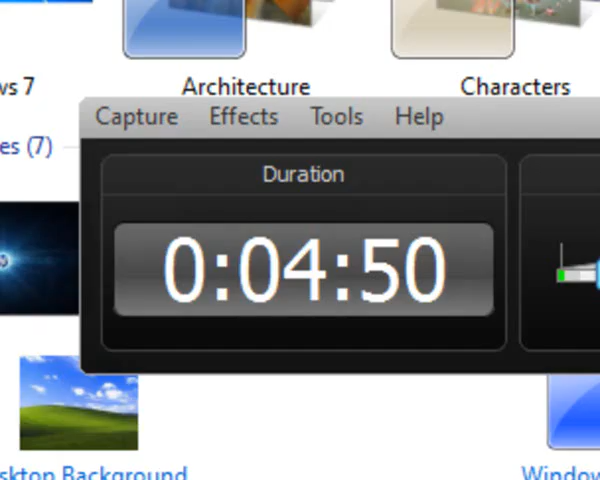 ws 7
Architecture
Characters
Capture Effects Tools Help
es (7)
Duration
0:04:50
sktop Background
Window